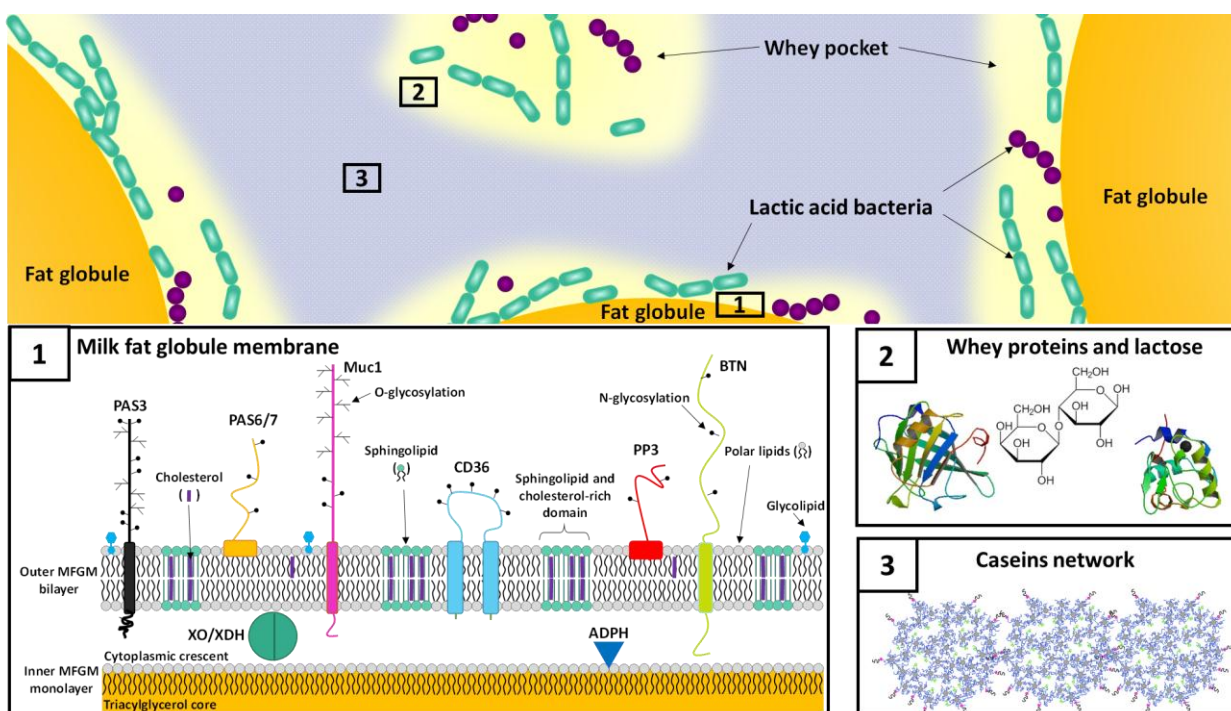 Whey pocket
2
3
Lactic acid bacteria
Fat globule
Fat globule
Fat globule
1
1
Milk fat globule membrane
PAS3
PAS6/7
Muc1
O-glycosylation
Cholesterol
( )
Sphingolipid
( )
CD36
Sphingolipid and
cholesterol-rich
domain
N-glycosylation
BTN
PP3
Polar lipids ( )
Glycolipid
Outer MFGM
bilayer
XO/XDH
ADPH
Cytoplasmic crescent
Inner MFGM
monolayer
Triacylglycerol core
2
Whey proteins and lactose
CH2OH
O
OH
OH
OH
CH2OH
O
O
OH
OH
OH
3
Caseins network